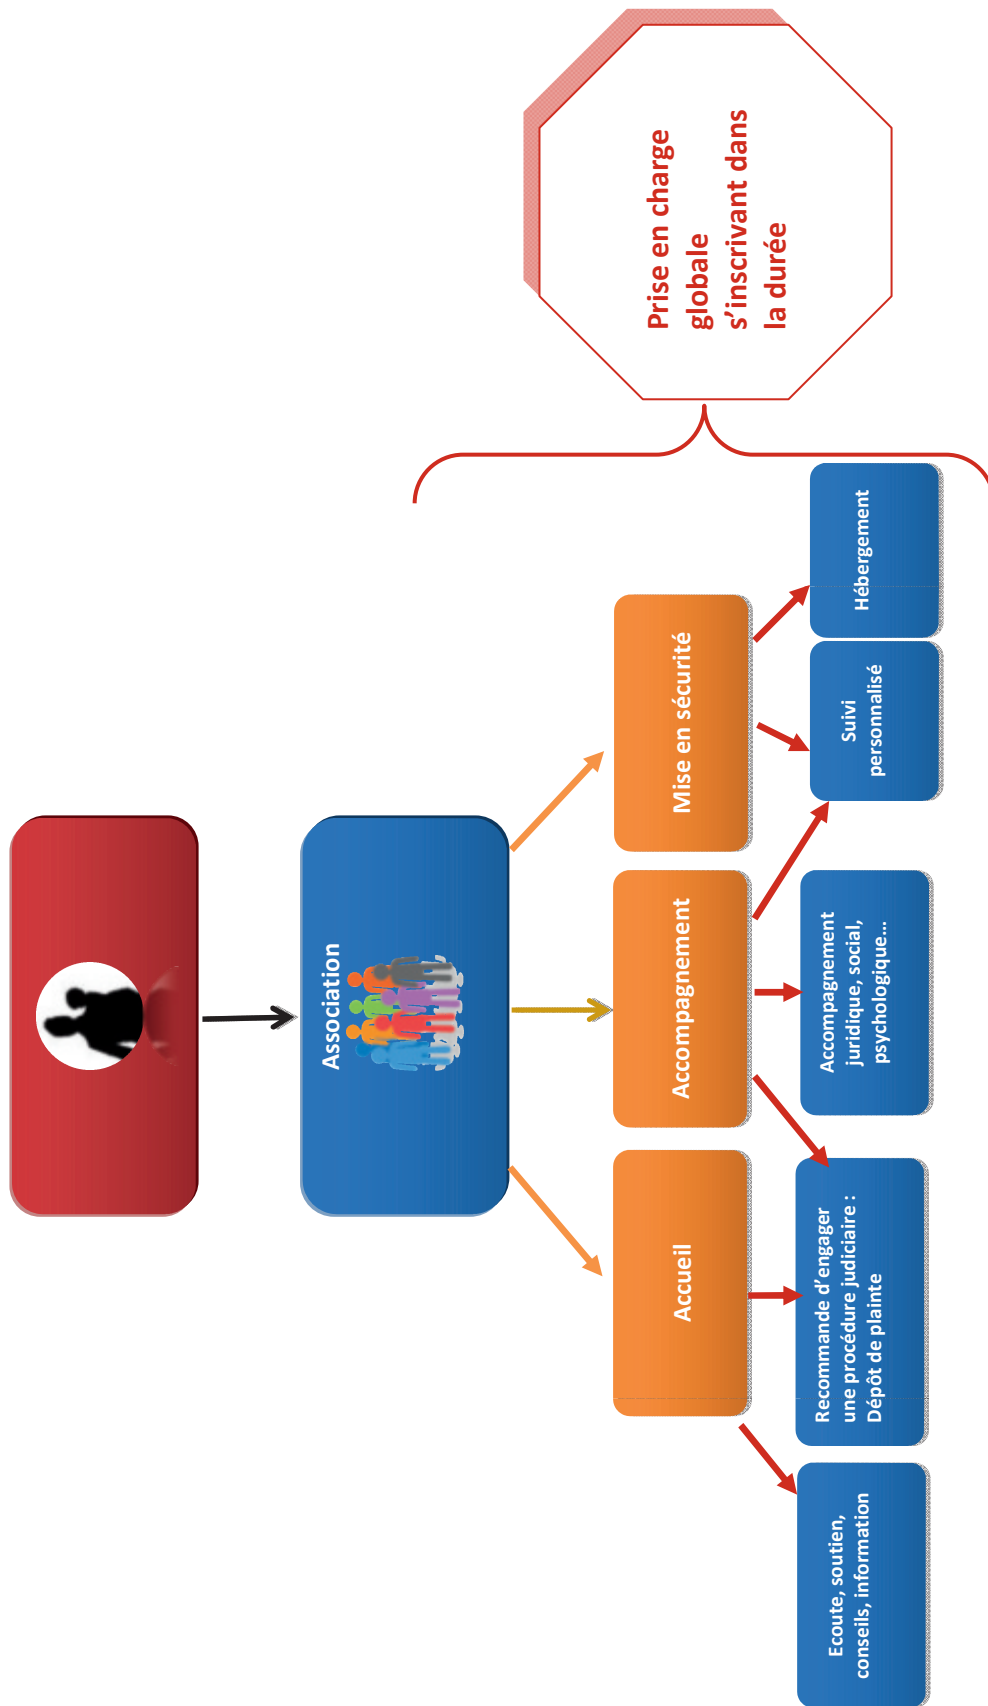 Association
Accueil
Accompagnement
Mise en sécurité
Ecoute, soutien,
conseils, information
Recommande d’engager
une procédure judiciaire :
Dépôt de plainte
Accompagnement
juridique, social,
psychologique…
Suivi
personnalisé
Hébergement
Prise en charge
globale
s’inscrivant dans
la durée